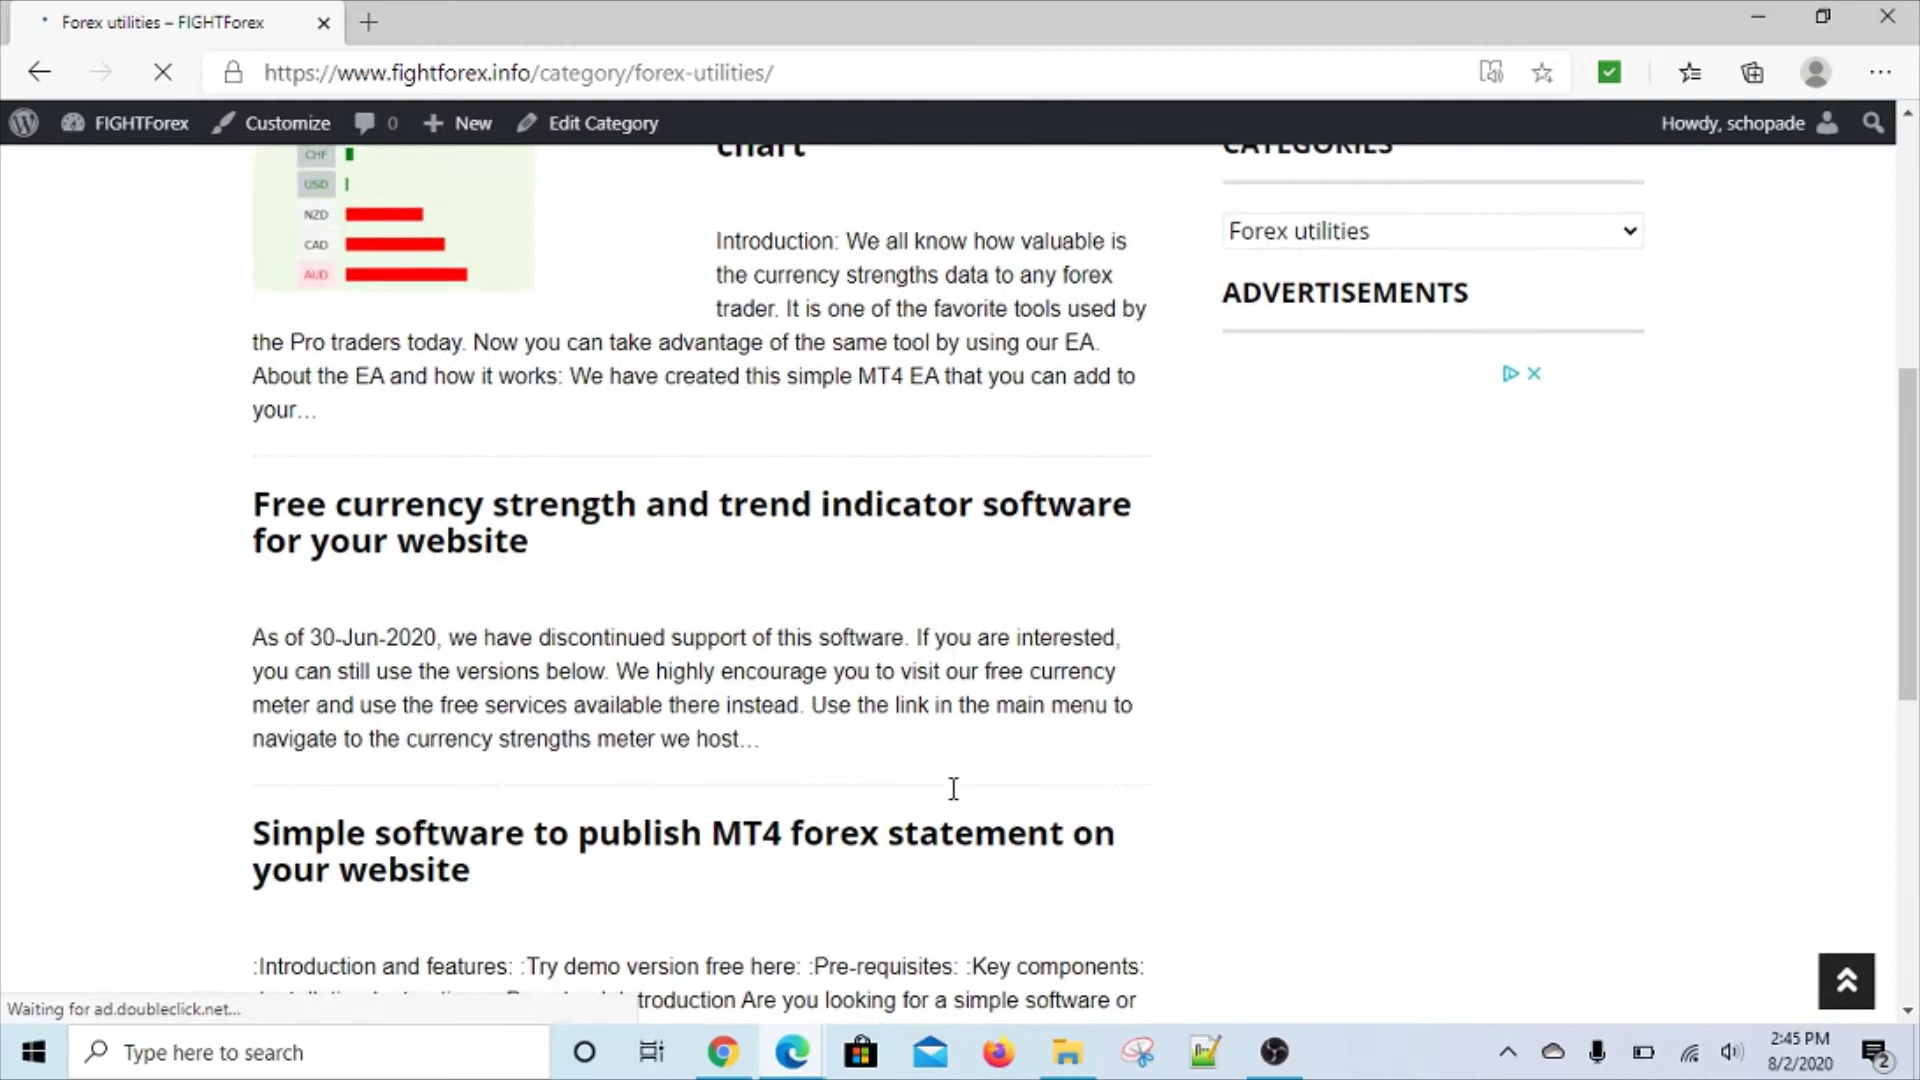 Forex utilities – FIGHTForex
https://www.fightforex.info/category/forex-utilities/
FIGHTForex Customize 0 New Edit Category Howdy, schopade
chart
CATEGORIES
CHF
USD
NZD
CAD
AUD
Introduction: We all know how valuable is
the currency strengths data to any forex
trader. It is one of the favorite tools used by
the Pro traders today. Now you can take advantage of the same tool by using our EA.
About the EA and how it works: We have created this simple MT4 EA that you can add to
your…
Forex utilities
ADVERTISEMENTS
Free currency strength and trend indicator software
for your website
As of 30-Jun-2020, we have discontinued support of this software. If you are interested,
you can still use the versions below. We highly encourage you to visit our free currency
meter and use the free services available there instead. Use the link in the main menu to
navigate to the currency strengths meter we host…
Simple software to publish MT4 forex statement on
your website
:Introduction and features: :Try demo version free here: :Pre-requisites: :Key components:
troduction Are you looking for a simple software or
Waiting for ad.doubleclick.net...
Type here to search
2:45 PM
8/2/2020
2